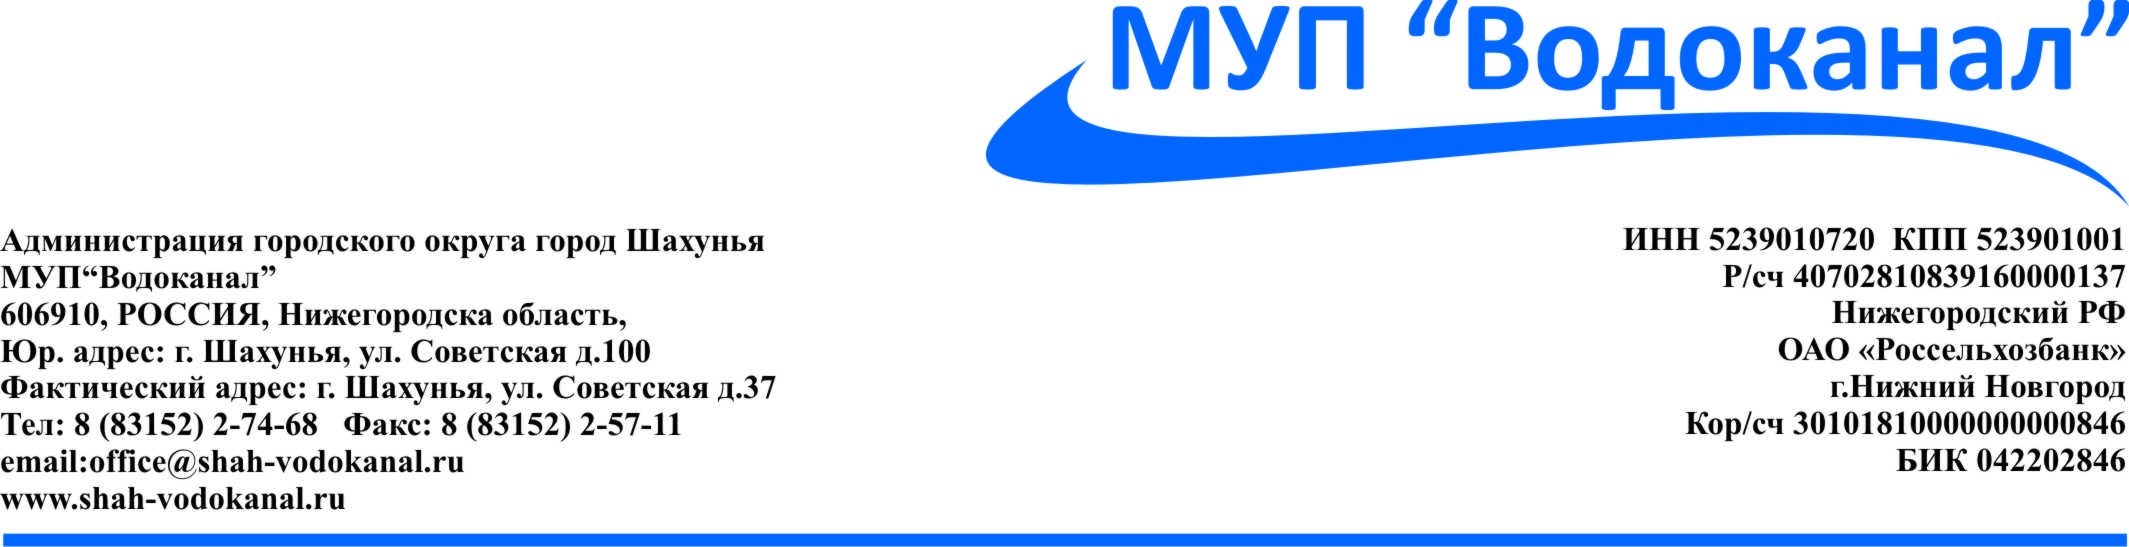 МУП “Водоканал”
Администрация городского округа город Шахунья
МУП“Водоканал”
606910, РОССИЯ, Нижегородска область,
Юр. адрес: г. Шахунья, ул. Советская д.100
Фактический адрес: г. Шахунья, ул. Советская д.37
Тел: 8 (83152) 2-74-68 Факс: 8 (83152) 2-57-11
email:office@shah-vodokanal.ru
www.shah-vodokanal.ru
ИНН 5239010720 КПП 523901001
Р/сч 40702810839160000137
Нижегородский РФ
ОАО «Россельхозбанк»
г.Нижний Новгород
Кор/сч 30101810000000000846
БИК 042202846